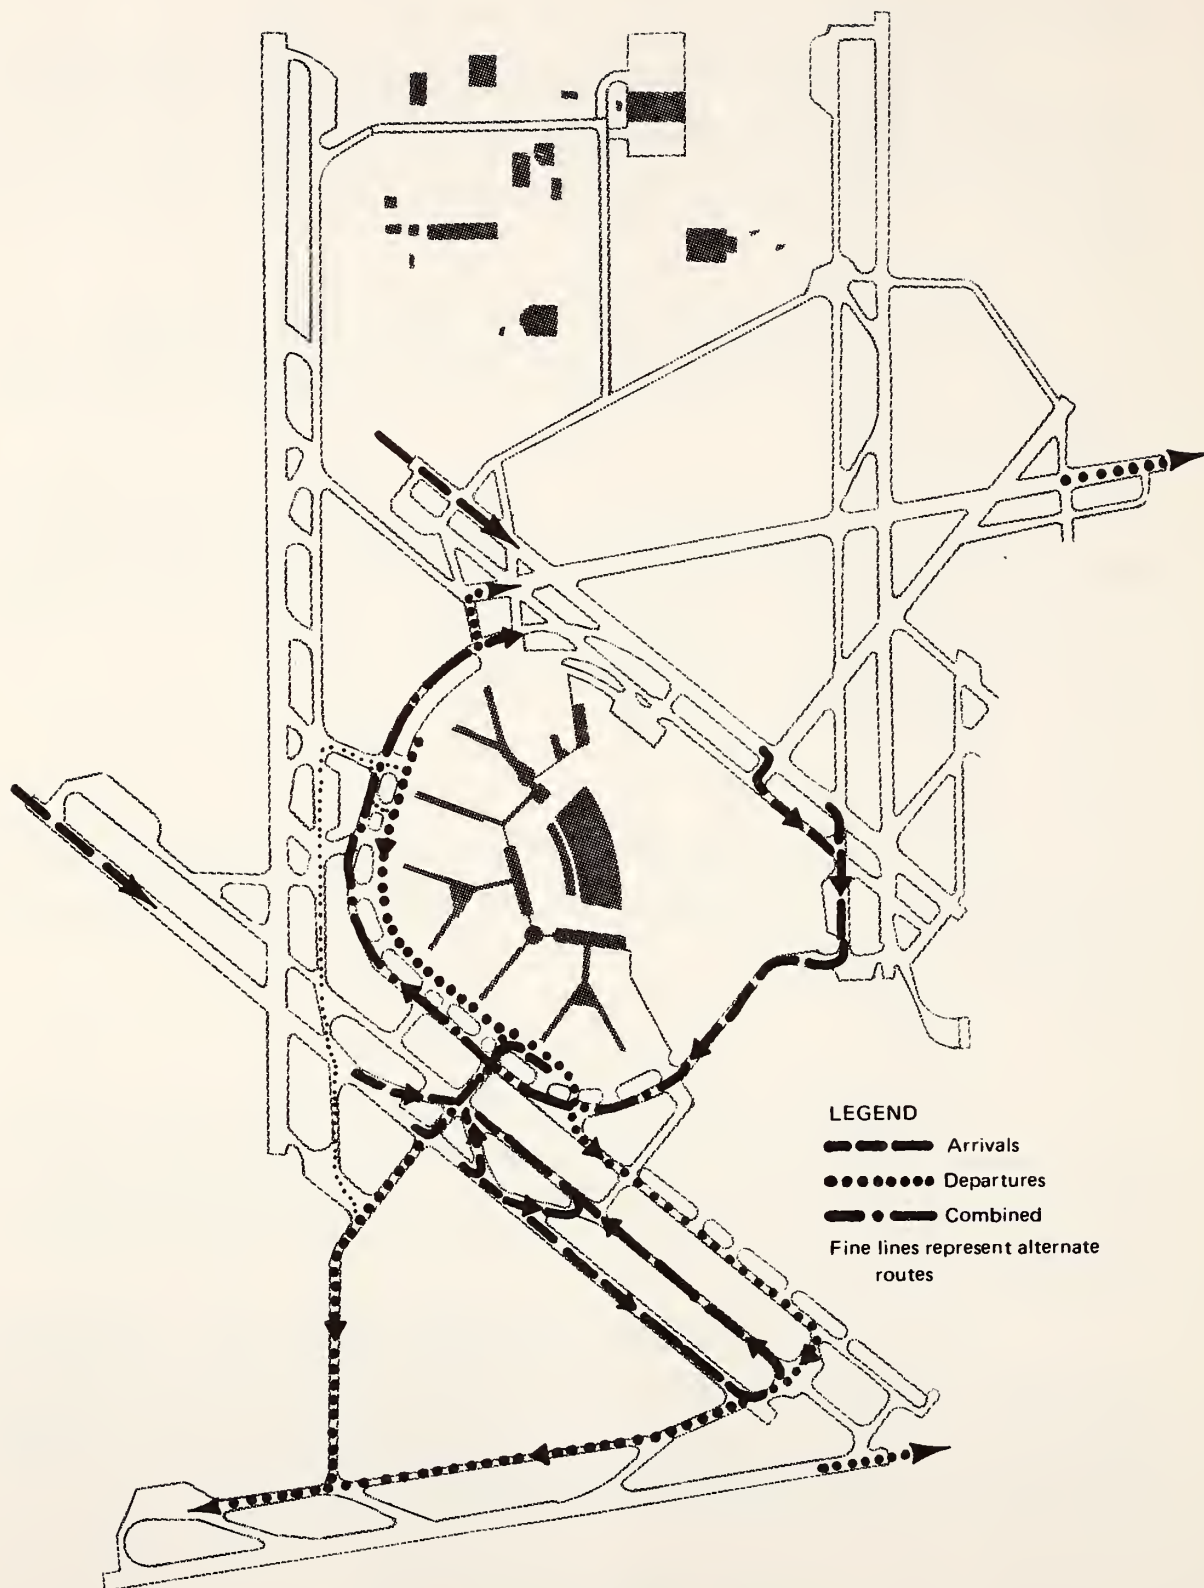 LEGEND
Arrivals
Departures
Combined
Fine lines represent alternate
routes